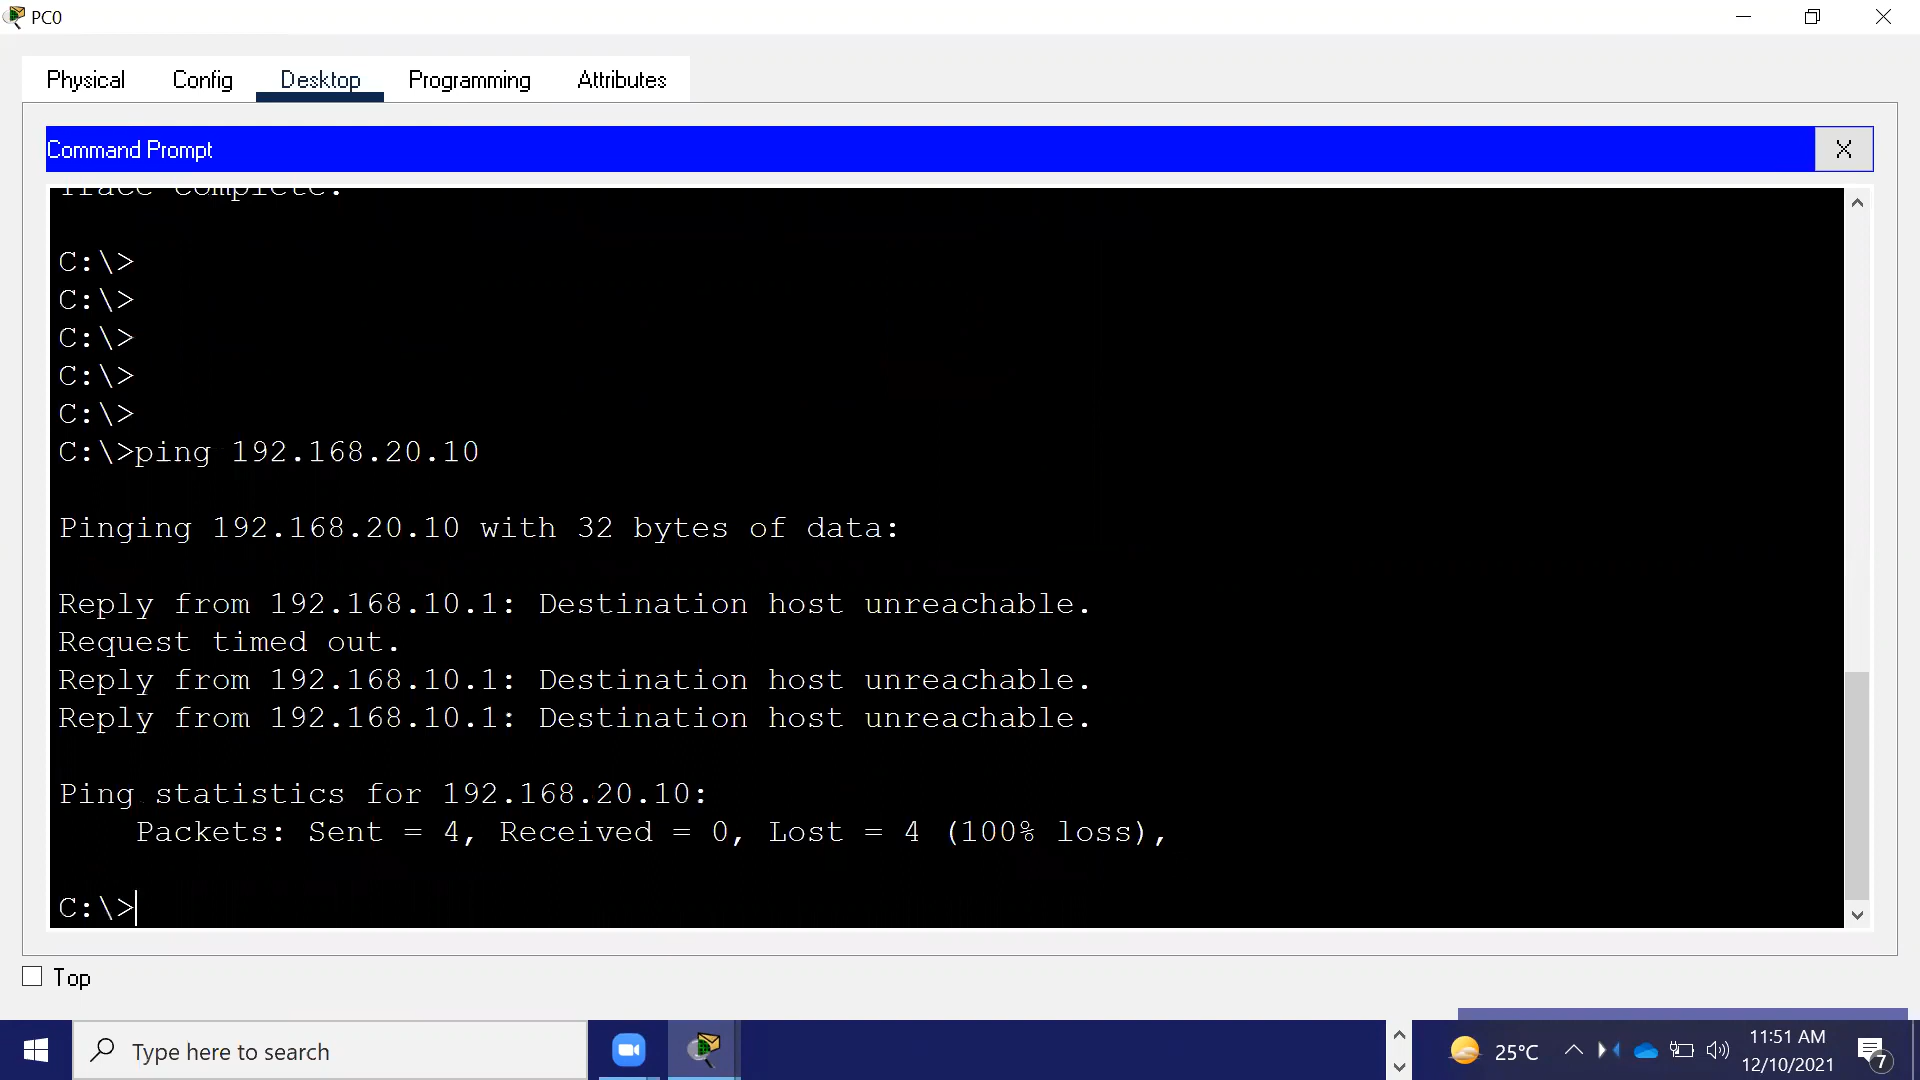 PC0
Physical Config Desktop Programming Attributes
Command Prompt
X
Trace complete.
C:\>
C:\>
C:\>
C:\>
C:\>
C:\>ping 192.168.20.10
Pinging 192.168.20.10 with 32 bytes of data:
Reply from 192.168.10.1: Destination host unreachable.
Request timed out.
Reply from 192.168.10.1: Destination host unreachable.
Reply from 192.168.10.1: Destination host unreachable.
Ping statistics for 192.168.20.10:
Packets: Sent = 4, Received = 0, Lost = 4 (100% loss),
C:\>
Top
Type here to search
25°C
11:51 AM
12/10/2021
7